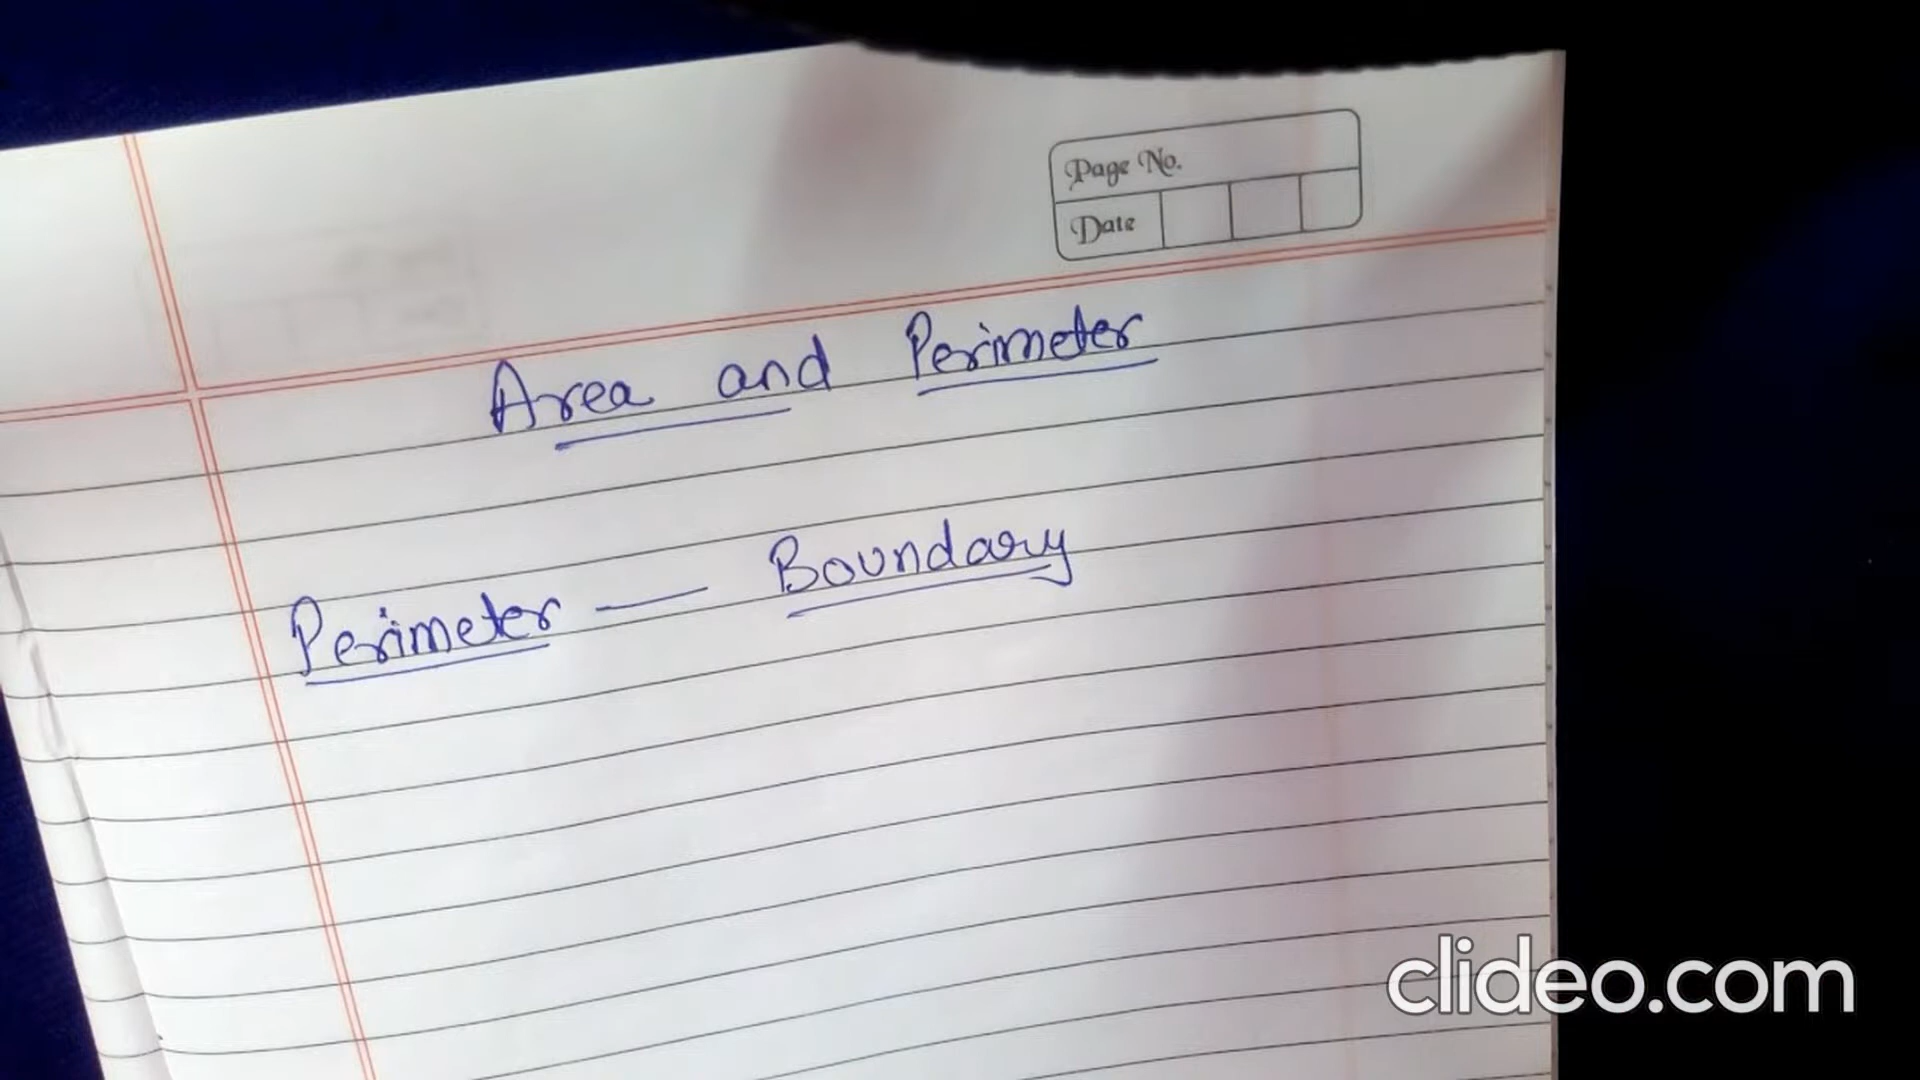 Page No.
Date
Area and Perimeter
Perimeter — Boundary
clideo.com